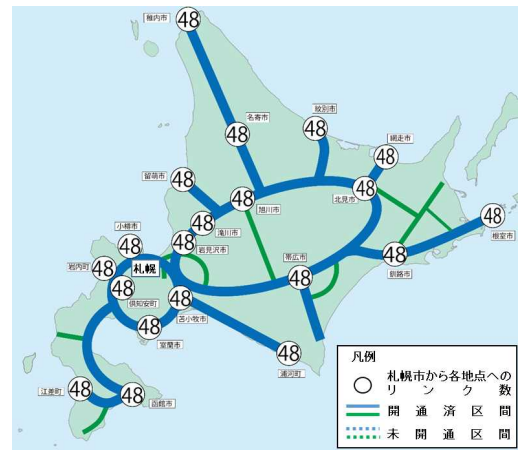 稚内市
48
紋別市
48
名寄市
48
網走市
48
留萌市
48
北見市
48
旭川市
48
滝川市
48
根室市
48
小樽市
48
岩見沢市
48
札幌
岩内町
48
帯広市
48
釧路市
48
倶知安町
48
苫小牧市
48
室蘭市
48
浦河町
48
江差町
48
函館市
48
凡例
札幌市から各地点への
リンク数
開通済区間
未開通区間